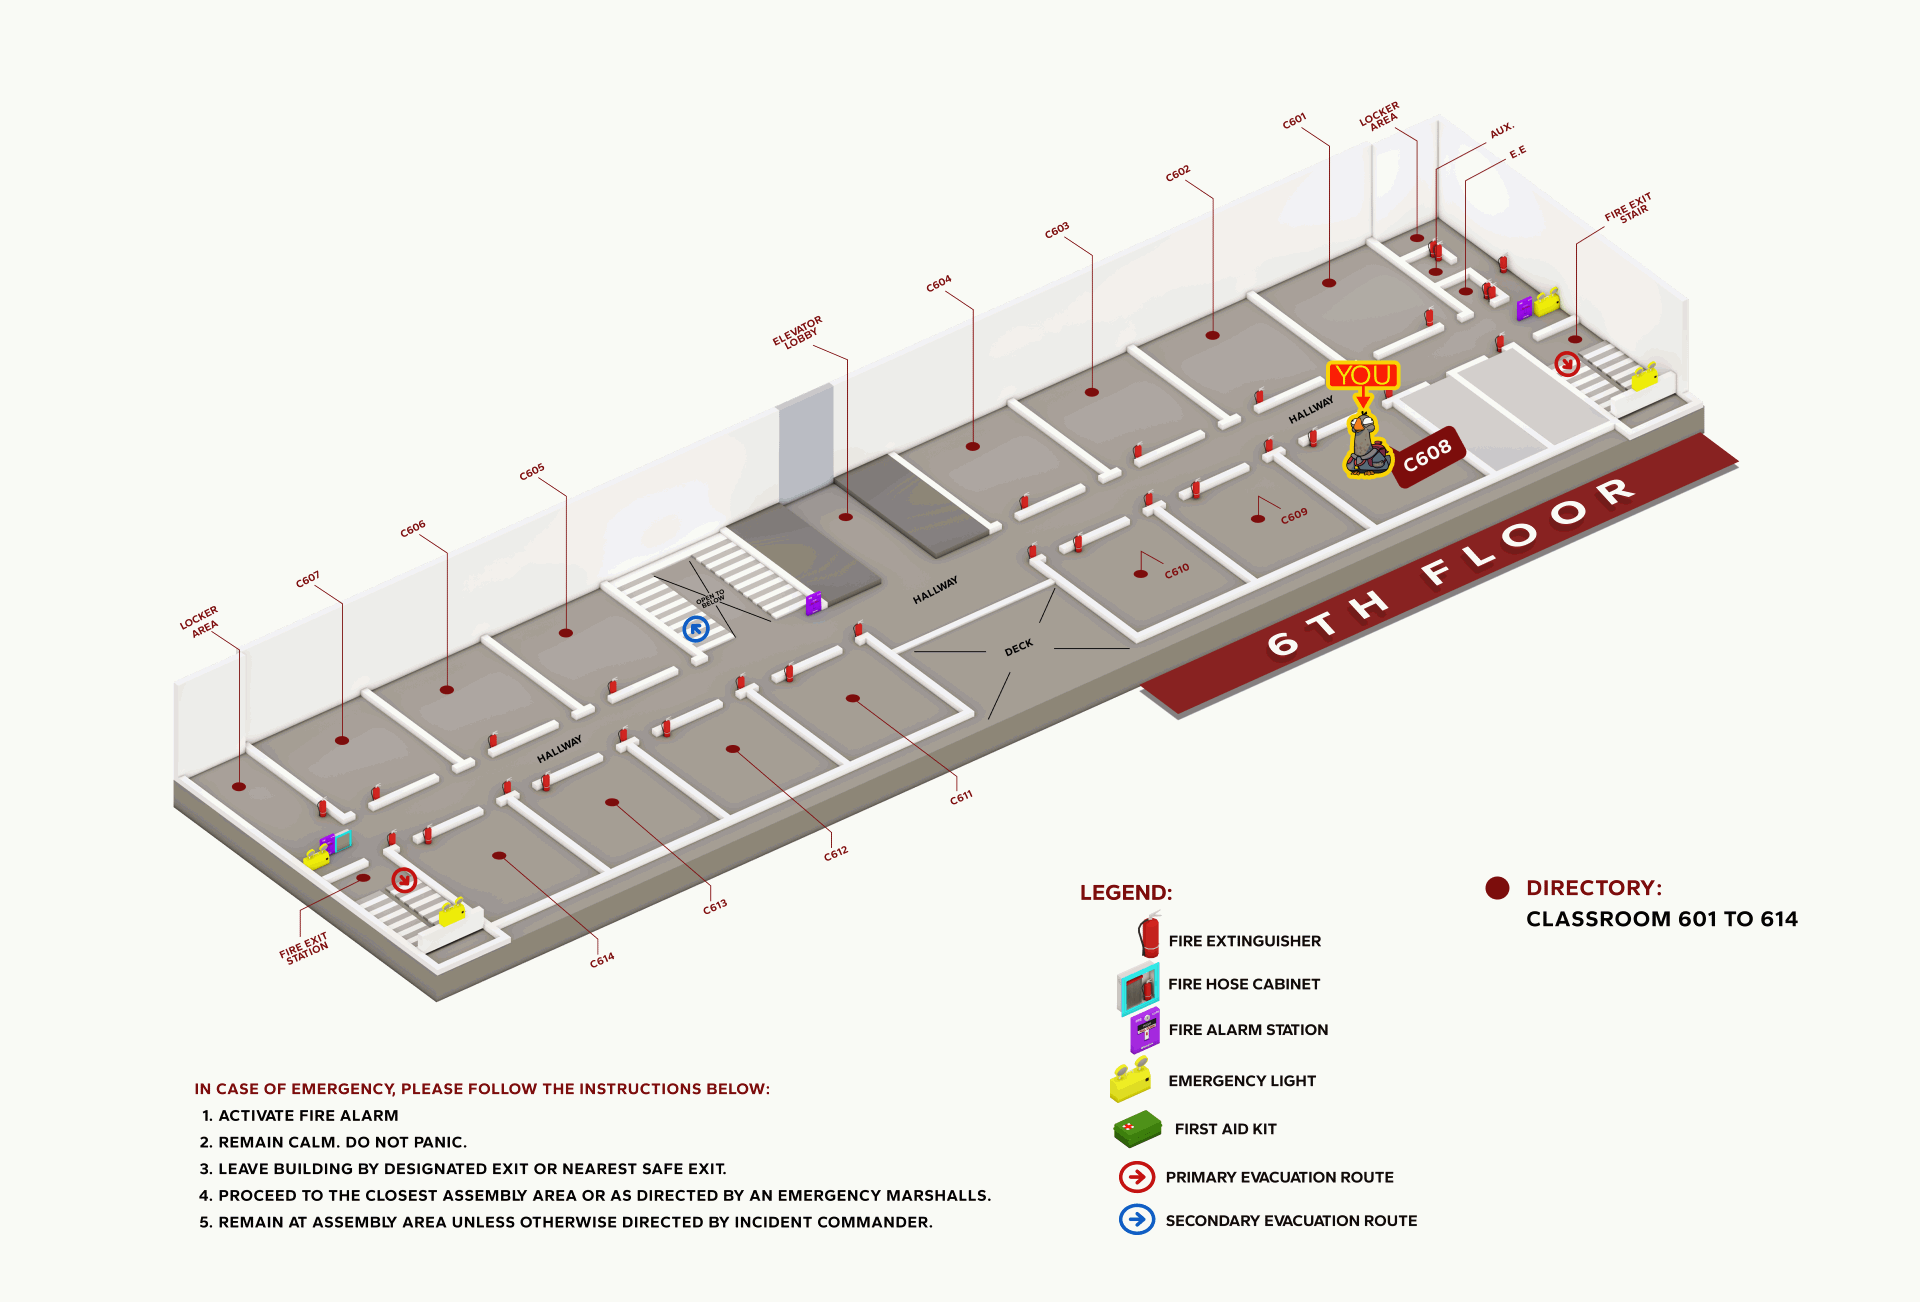 C601
LOCKER
AREA
AUX.
E.E
C602
FIRE EXIT
STAIR
C603
C604
ELEVATOR
LOBBY
YOU
HALLWAY
C608
C605
C609
6TH FLOOR
C606
C610
C607
OPEN TO
BELOW
HALLWAY
LOCKER
AREA
DECK
HALLWAY
C611
C612
C613
FIRE EXIT
STATION
C614
LEGEND:
FIRE EXTINGUISHER
FIRE HOSE CABINET
FIRE ALARM STATION
EMERGENCY LIGHT
FIRST AID KIT
PRIMARY EVACUATION ROUTE
SECONDARY EVACUATION ROUTE
DIRECTORY:
CLASSROOM 601 TO 614
IN CASE OF EMERGENCY, PLEASE FOLLOW THE INSTRUCTIONS BELOW:
1. ACTIVATE FIRE ALARM
2. REMAIN CALM. DO NOT PANIC.
3. LEAVE BUILDING BY DESIGNATED EXIT OR NEAREST SAFE EXIT.
4. PROCEED TO THE CLOSEST ASSEMBLY AREA OR AS DIRECTED BY AN EMERGENCY MARSHALLS.
5. REMAIN AT ASSEMBLY AREA UNLESS OTHERWISE DIRECTED BY INCIDENT COMMANDER.